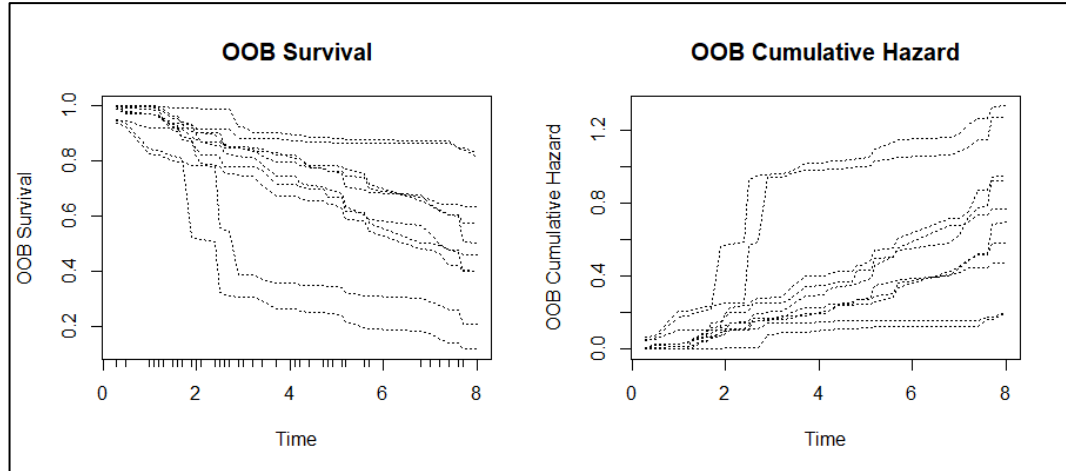 OOB Survival
OOB Survival
1.0
0.8
0.6
0.4
0.2
0 2 4 6 8
Time
OOB Cumulative Hazard
OOB Cumulative Hazard
1.2
0.8
0.4
0.0
0 2 4 6 8
Time